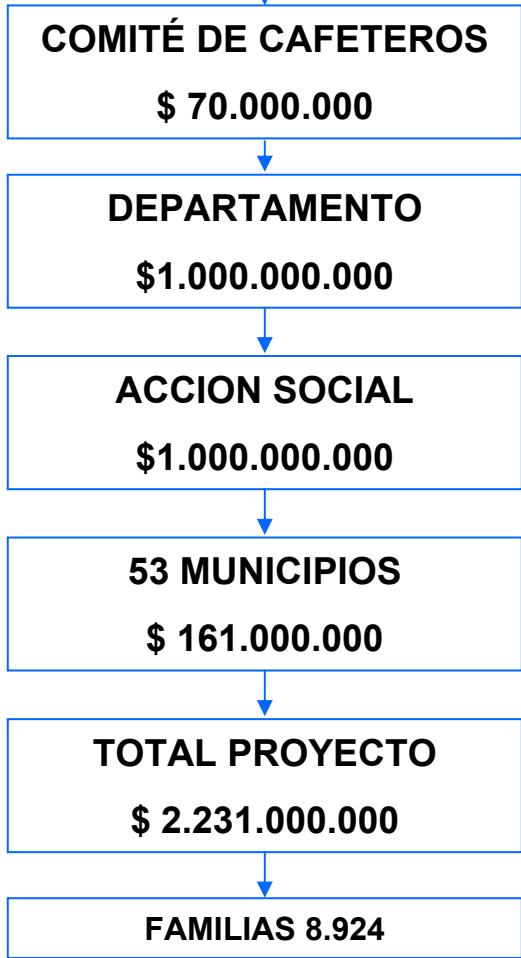 COMITÉ DE CAFETEROS
$ 70.000.000
DEPARTAMENTO
$1.000.000.000
ACCION SOCIAL
$1.000.000.000
53 MUNICIPIOS
$ 161.000.000
TOTAL PROYECTO
$ 2.231.000.000
FAMILIAS 8.924